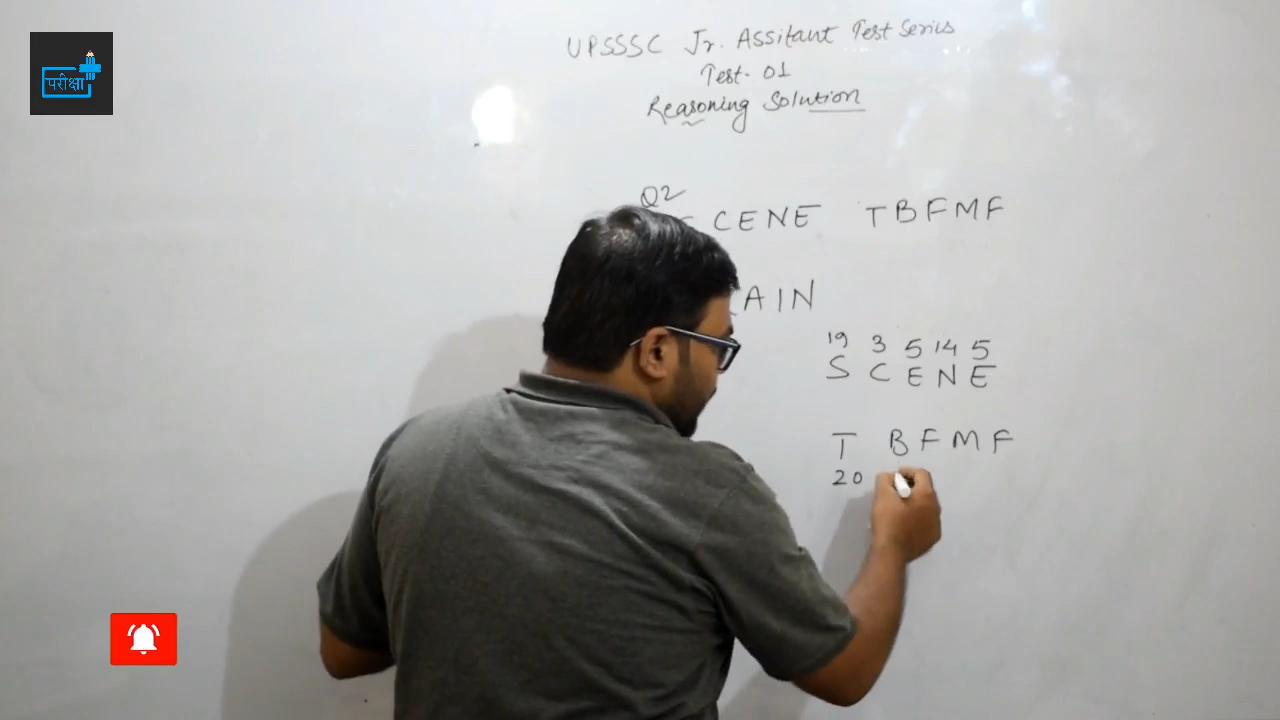 परीक्षा
UPSSSC Jr. Assitant Test Series
Test- 01
Reasoning Solution
Q2
CENE TBFMF
AIN
19 3 5 14 5
S C E N E
T B F M F
20